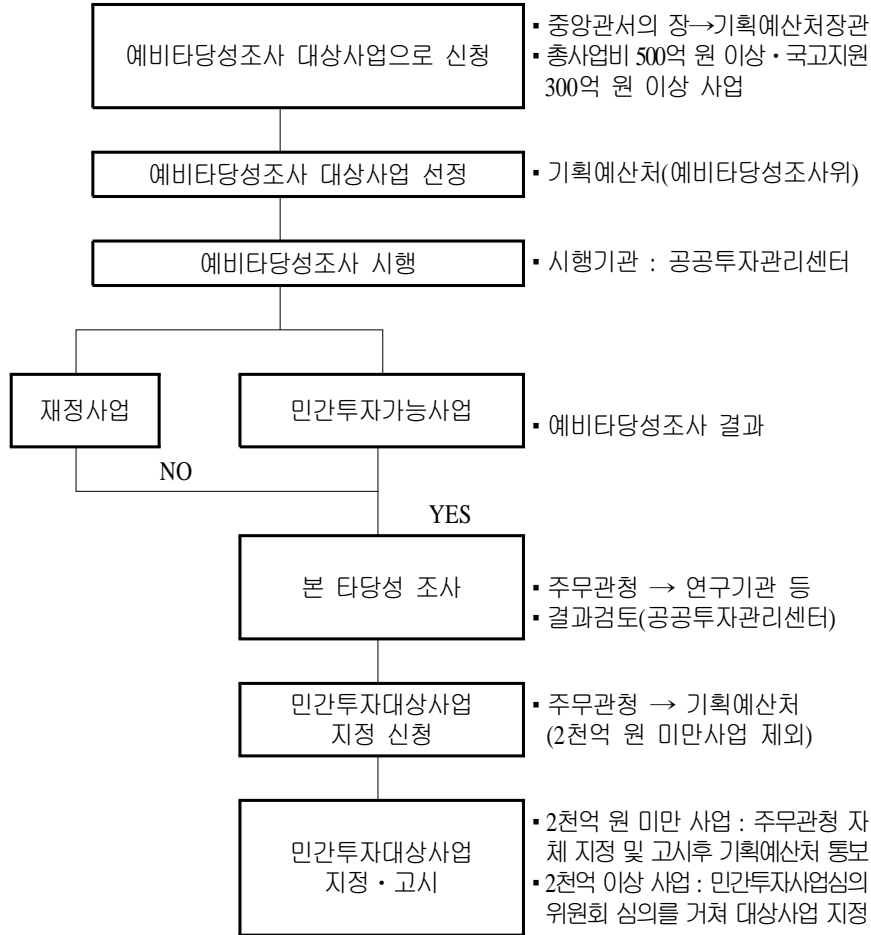 예비타당성조사 대상사업으로 신청
▪ 중앙관서의 장→기획예산처장관
▪ 총사업비 500억 원 이상・국고지원
300억 원 이상 사업
예비타당성조사 대상사업 선정
▪ 기획예산처(예비타당성조사위)
예비타당성조사 시행
▪ 시행기관 : 공공투자관리센터
재정사업
민간투자가능사업
▪ 예비타당성조사 결과
NO
YES
본 타당성 조사
▪ 주무관청 → 연구기관 등
▪ 결과검토(공공투자관리센터)
민간투자대상사업
지정 신청
▪ 주무관청 → 기획예산처
(2천억 원 미만사업 제외)
민간투자대상사업
지정・고시
▪ 2천억 원 미만 사업 : 주무관청 자
체 지정 및 고시후 기획예산처 통보
▪ 2천억 이상 사업 : 민간투자사업심의
위원회 심의를 거쳐 대상사업 지정